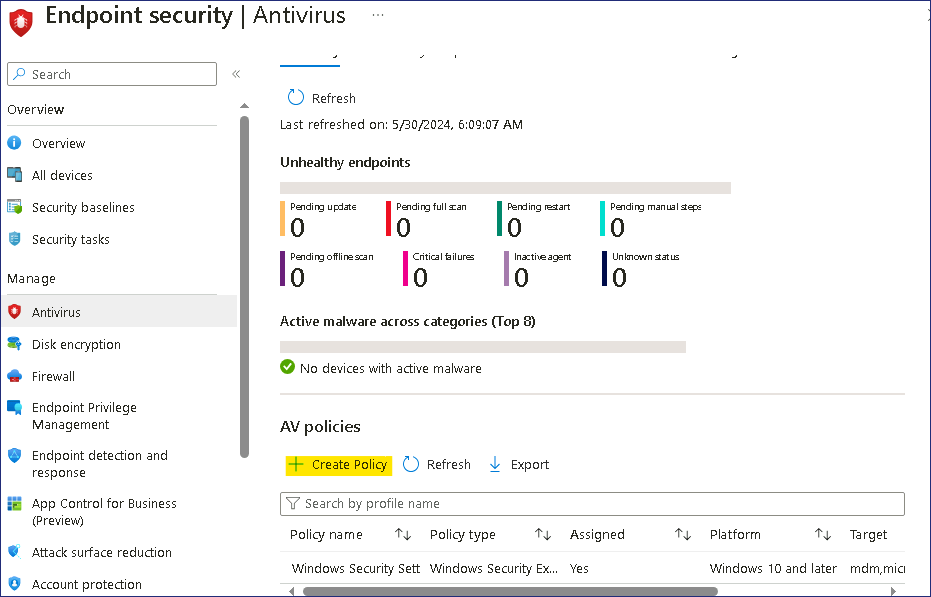 Endpoint security | Antivirus ...
Search «
Overview
Overview
All devices
Security baselines
Security tasks
Manage
Antivirus
Disk encryption
Firewall
Endpoint Privilege
Management
Endpoint detection and
response
App Control for Business
(Preview)
Attack surface reduction
Account protection
Refresh
Last refreshed on: 5/30/2024, 6:09:07 AM
Unhealthy endpoints
Pending update Pending full scan Pending restart Pending manual steps
0 0 0 0
Pending offline scan Critical failures Inactive agent Unknown status
0 0 0 0
Active malware across categories (Top 8)
No devices with active malware
AV policies
Create Policy Refresh Export
Search by profile name
Policy name Policy type Assigned Platform Target
Windows Security Sett Windows Security Ex... Yes Windows 10 and later mdm,micr